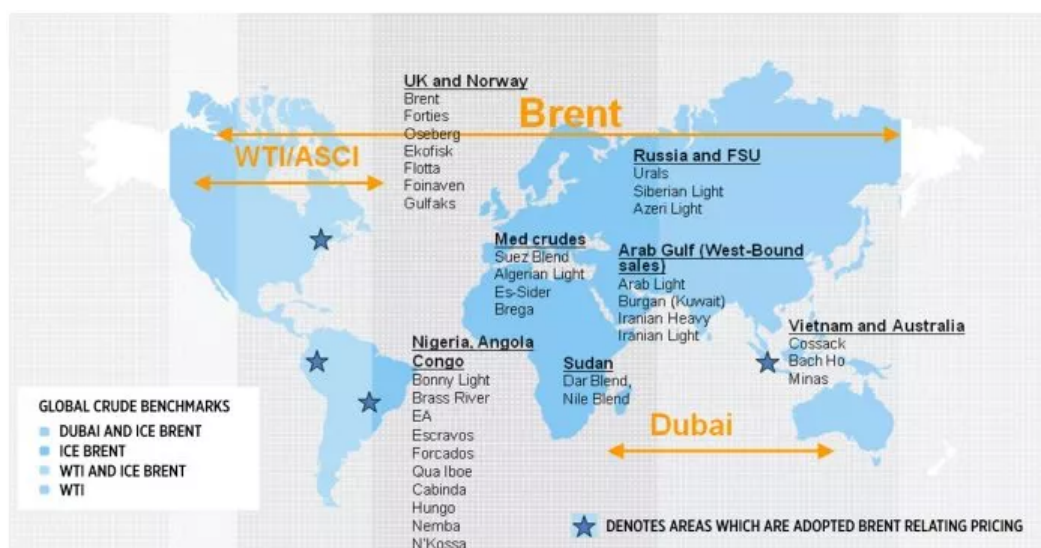 UK and Norway
Brent
Forties
Oseberg
Ekofisk
Flotta
Foinaven
Gulfaks
Brent
WTI/ASCI
Russia and FSU
Urals
Siberian Light
Azeri Light
Med crudes
Suez Blend
Algerian Light
Es-Sider
Brega
Arab Gulf (West-Bound
sales)
Arab Light
Burgan (Kuwait)
Iranian Heavy
Iranian Light
Vietnam and Australia
Cossack
Bach Ho
Minas
Nigeria, Angola
Congo
Bonny Light
Brass River
EA
Escravos
Forcados
Qua Iboe
Cabinda
Hungo
Nemba
N'Kossa
Sudan
Dar Blend,
Nile Blend
Dubai
GLOBAL CRUDE BENCHMARKS
DUBAI AND ICE BRENT
ICE BRENT
WTI AND ICE BRENT
WTI
DENOTES AREAS WHICH ARE ADOPTED BRENT RELATING PRICING